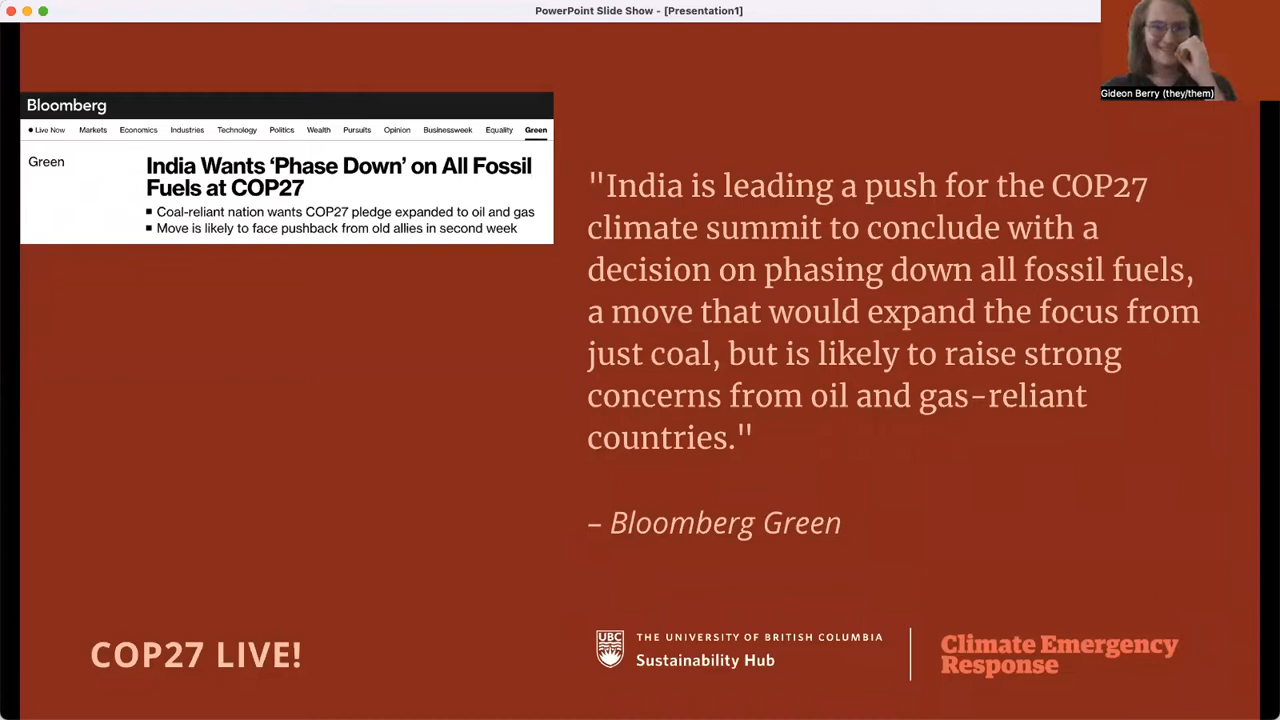 PowerPoint Slide Show - [Presentation1]
Gideon Berry (they/them)
Bloomberg
● Live Now Markets Economics Industries Technology Politics Wealth Pursuits Opinion Businessweek Equality Green
Green
India Wants ‘Phase Down’ on All Fossil
Fuels at COP27
■ Coal-reliant nation wants COP27 pledge expanded to oil and gas
■ Move is likely to face pushback from old allies in second week
"India is leading a push for the COP27
climate summit to conclude with a
decision on phasing down all fossil fuels,
a move that would expand the focus from
just coal, but is likely to raise strong
concerns from oil and gas-reliant
countries."
– Bloomberg Green
COP27 LIVE!
UBC
THE UNIVERSITY OF BRITISH COLUMBIA
Sustainability Hub
Climate Emergency
Response